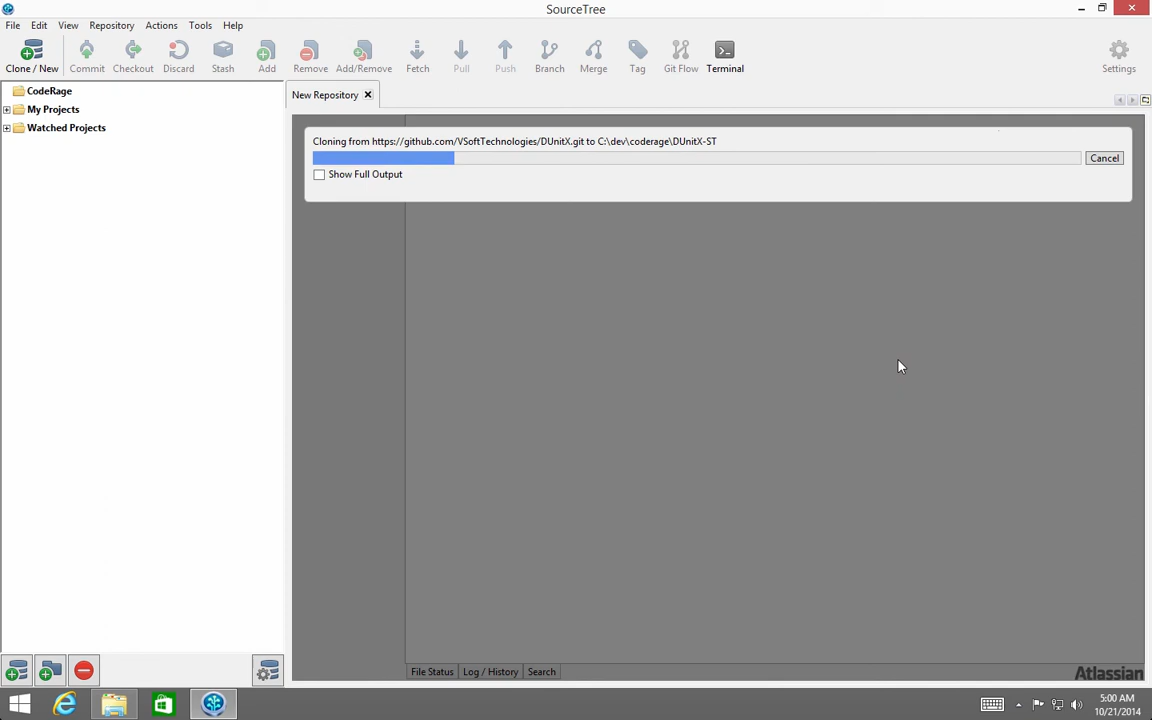 SourceTree
File Edit View Repository Actions Tools Help
Clone / New Commit Checkout Discard Stash Add Remove Add/Remove Fetch Pull Push Branch Merge Tag Git Flow Terminal Settings
CodeRage
My Projects
Watched Projects
New Repository
Cloning from https://github.com/VSoftTechnologies/DUnitX.git to C:\dev\coderage\DUnitX-ST
Cancel
Show Full Output
File Status Log / History Search
Atlassian
5:00 AM
10/21/2014